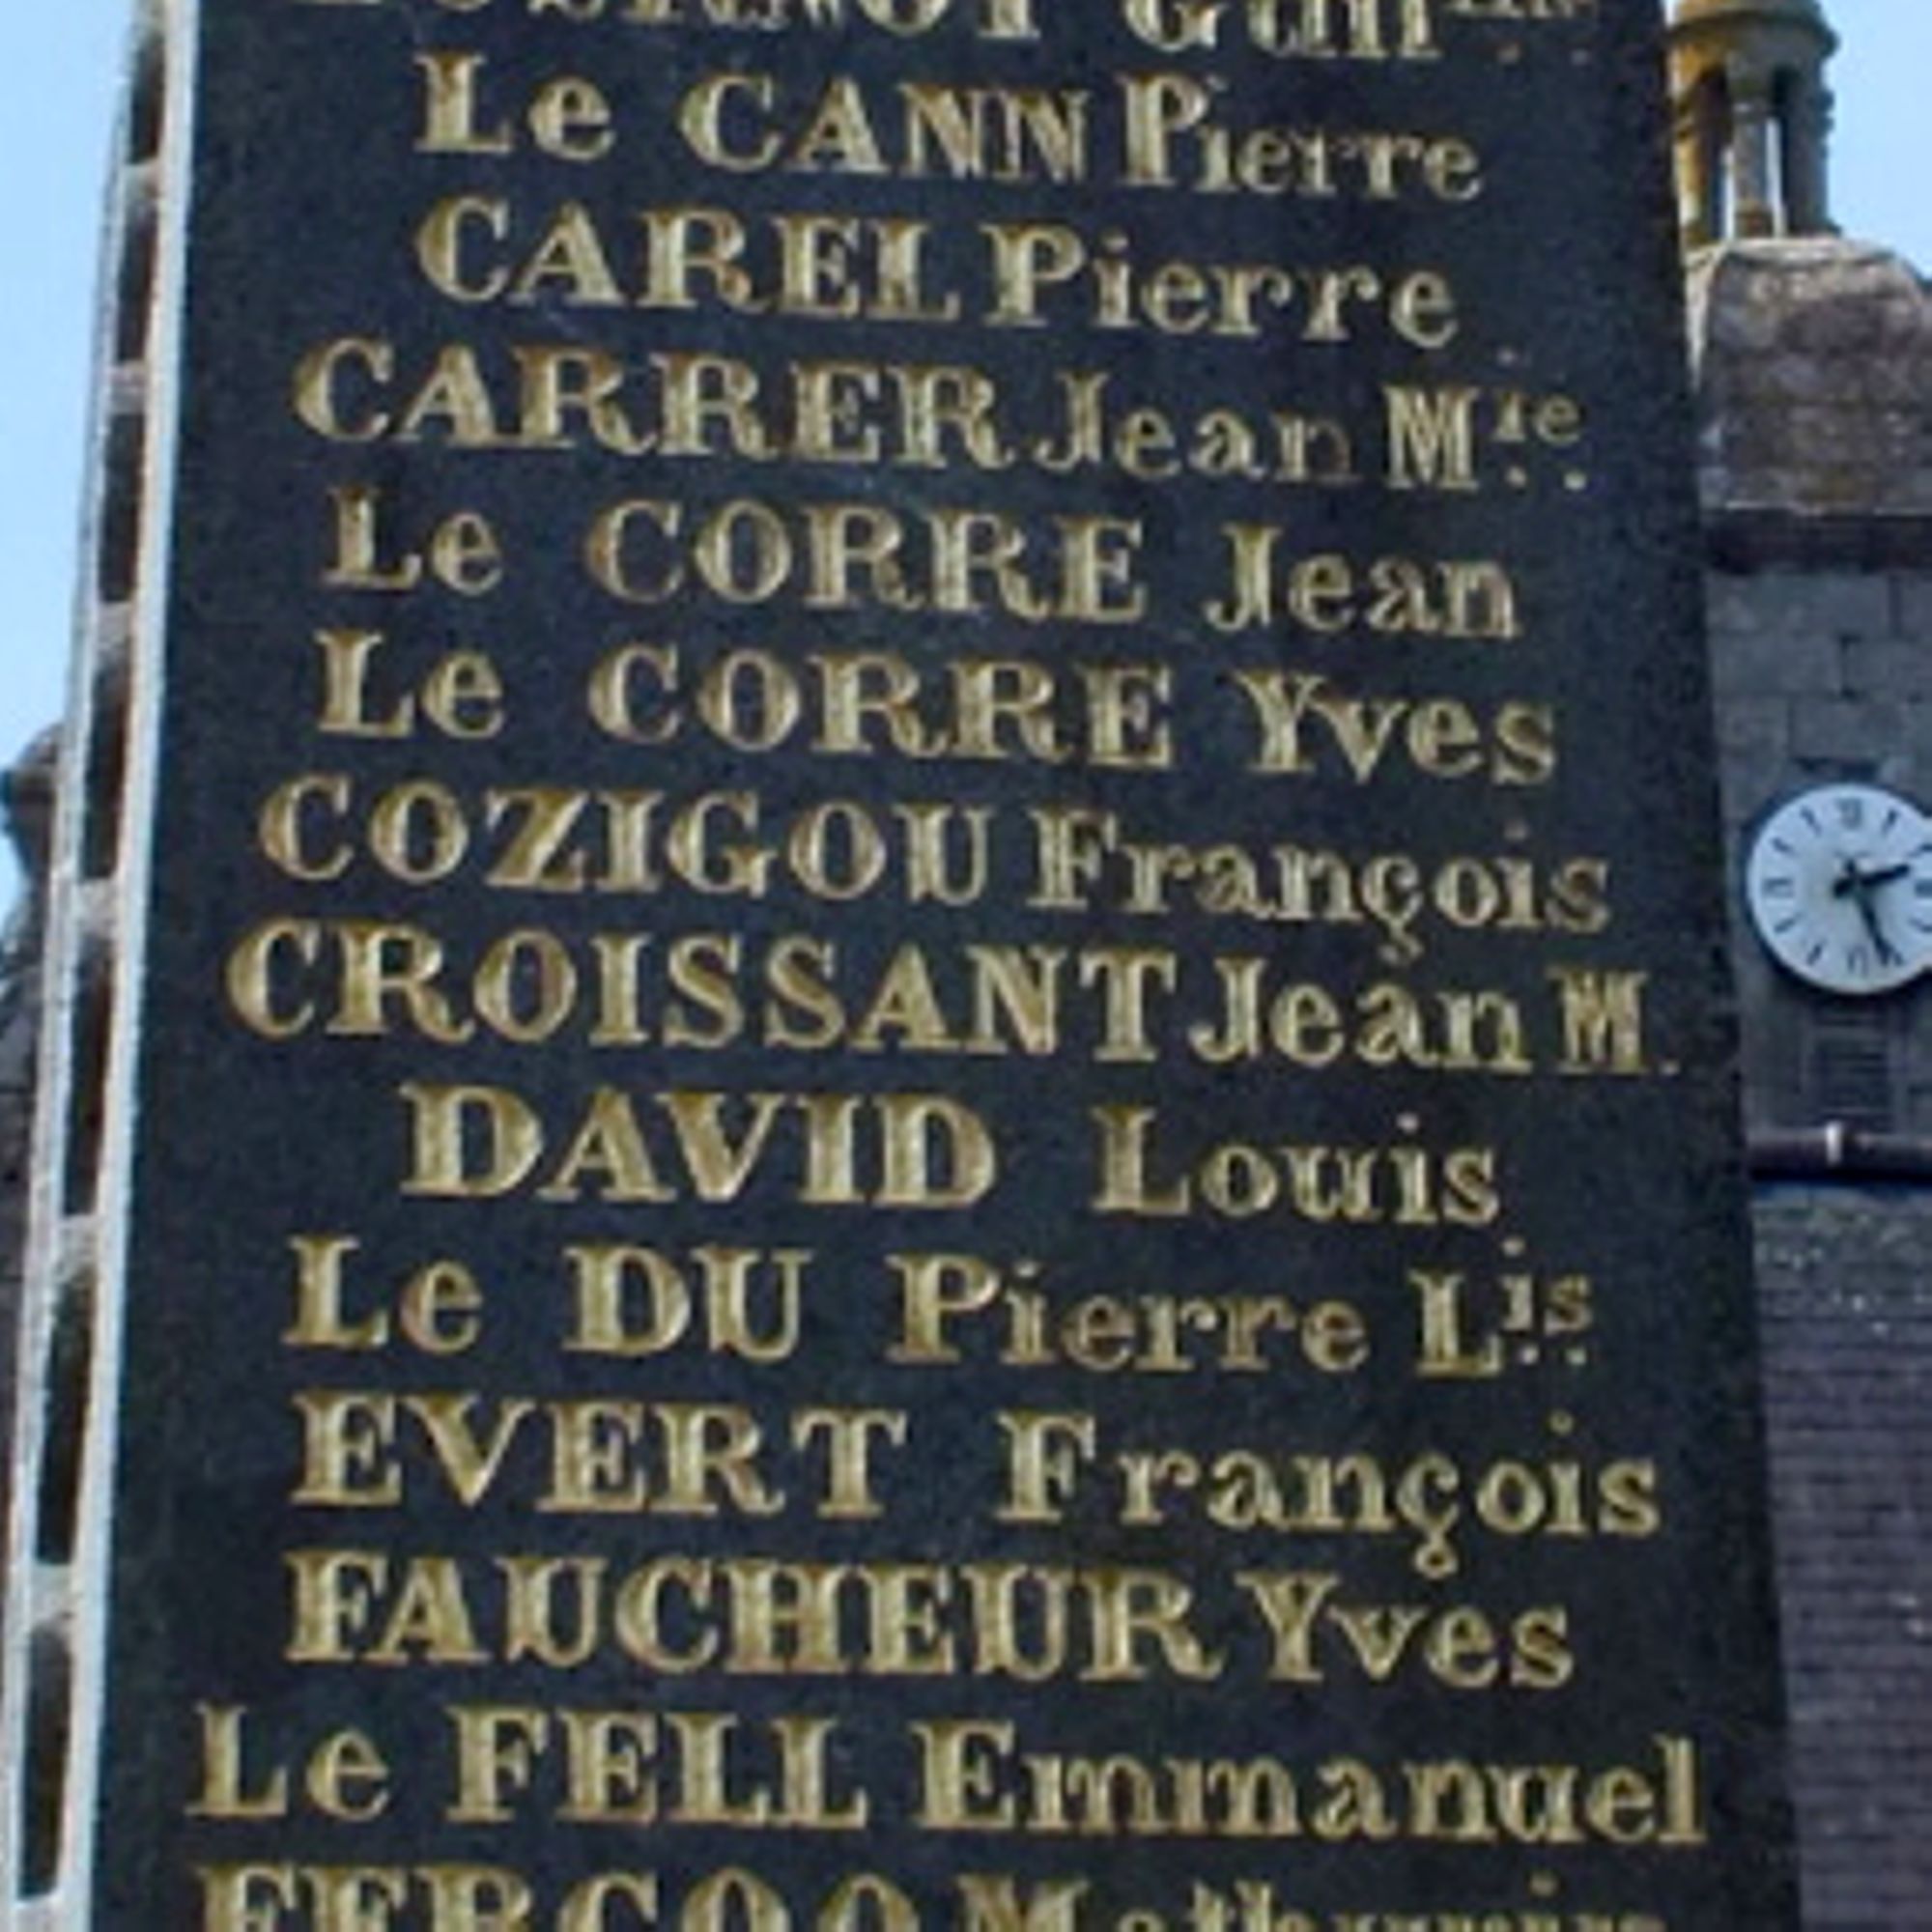 Le CANN Pierre
CAREL Pierre
CARRER Jean Mie
Le CORRE Jean
Le CORRE Yves
COZIGOU François
CROISSANT Jean M.
DAVID Louis
Le DU Pierre Lis
EVERT François
FAUCHEUR Yves
Le FELL Emmanuel